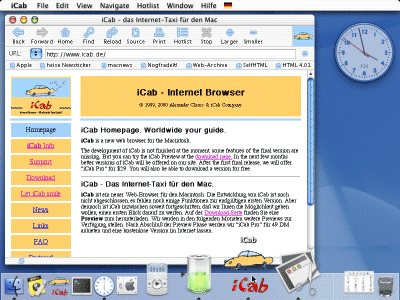 iCab File Edit View Navigate Hotlist Window Help
iCab - das Internet-Taxi für den Mac
Back Forward Home Find Reload Source Print Hotlist Stop Larger Smaller
URL: http://www.icab.de/
Apple heise Newsticker macnews Nogfradelt Web-Archive SelfHTML HTML 4.01
iCab
Homepage
iCab Info
Support
Download
Let iCab smile
News
Links
FAQ
iCab - Internet Browser
© 1999, 2000 Alexander Clauss & iCab Company
iCab Homepage. Worldwide your guide.
iCab is a new web browser for the Macintosh.
The development of iCab is not finished at the moment some features of the final version are
missing. But you can try the iCab Preview at the download page. In the next few months
better versions of iCab will be offered on our site. After the first final release, we will offer
"iCab Pro" for $29. You will also be able to download a version for free.
iCab - Das Internet-Taxi für den Mac.
iCab ist ein neuer Web-Browser für den Macintosh. Die Entwicklung von iCab ist noch
nicht abgeschlossen, es fehlen noch einige Funktionen zur endgültigen ersten Version. Aber
dennoch ist iCab inzwischen soweit fortgeschritten, daß wir Ihnen die Möglichkeit geben
wollen, einen ersten Blick darauf zu werfen. Auf der Download-Seite finden Sie eine
Preview zum herunterladen. Wir werden in den folgenden Monaten weitere Previews zur
Verfügung stellen. Nach Abschluß der Preview Phase werden wir "iCab Pro" für 49 DM
anbieten und eine kostenlose Version im Internet lassen.
iCab
iCab